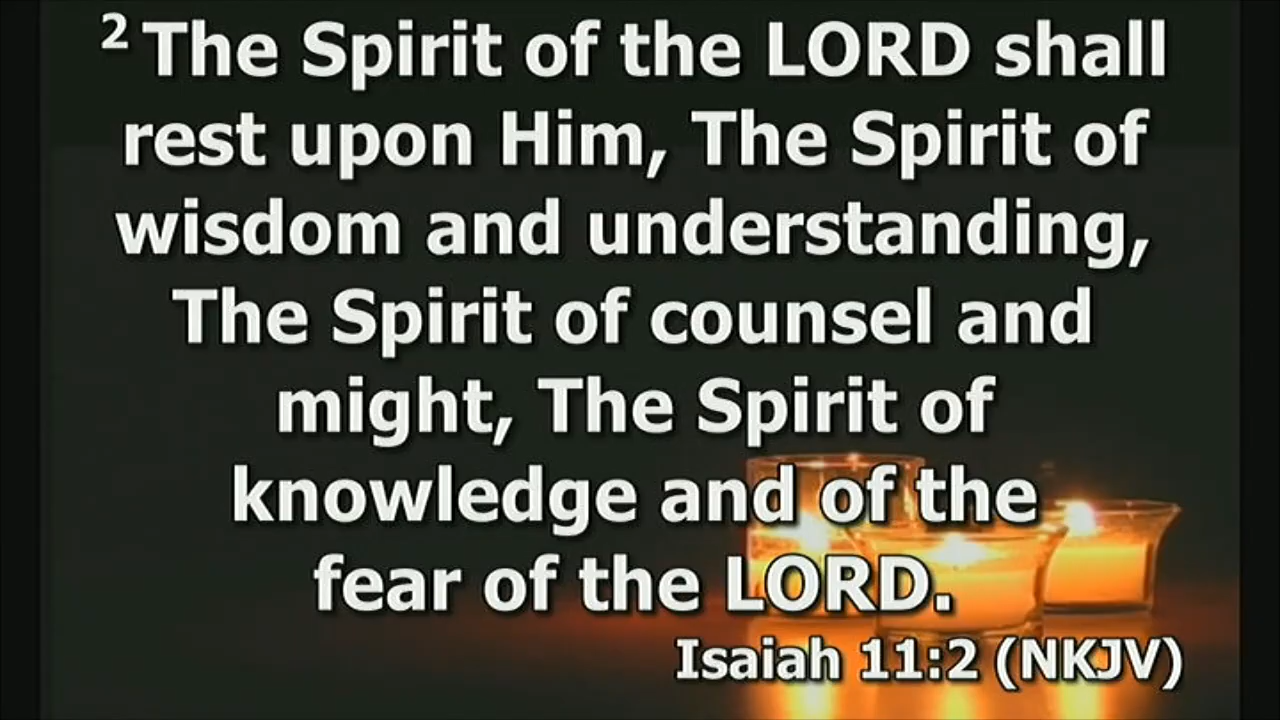 2 The Spirit of the LORD shall
rest upon Him, The Spirit of
wisdom and understanding,
The Spirit of counsel and
might, The Spirit of
knowledge and of the
fear of the LORD.
Isaiah 11:2 (NKJV)